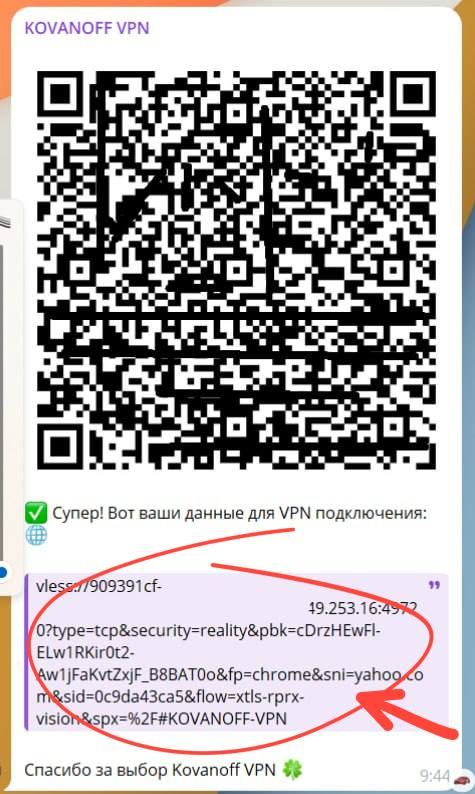 KOVANOFF VPN
✅ Супер! Вот ваши данные для VPN подключения:
🌐
vless://909391cf-
49.253.16:4972
0?type=tcp&security=reality&pbk=cDrzHEwFl-
ELw1RKir0t2-
Aw1jFaKvtZxjF_B8BAT0o&fp=chrome&sni=yahoo.co
m&sid=0c9da43ca5&flow=xtls-rprx-
vision&spx=%2F#KOVANOFF-VPN
Спасибо за выбор Kovanoff VPN 🍀
9:44